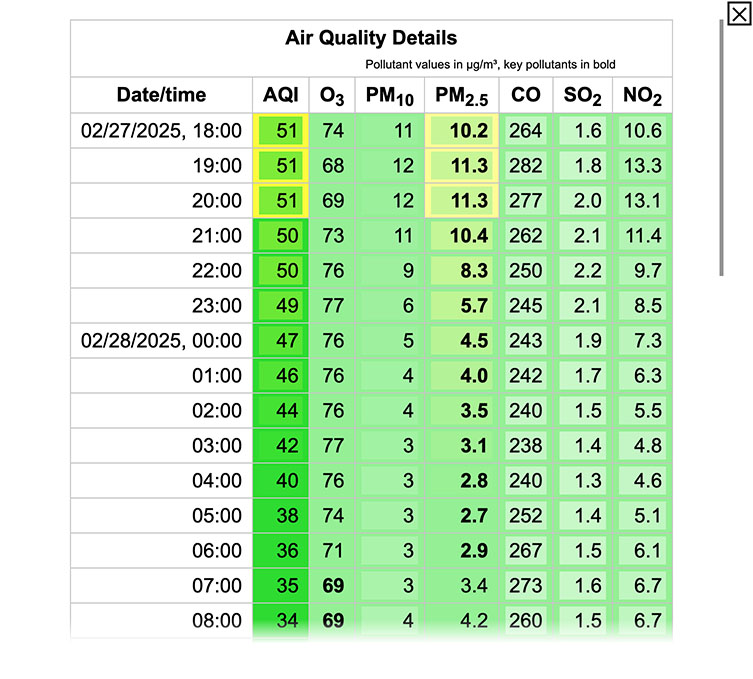 Air Quality Details
Pollutant values in µg/m³, key pollutants in bold
Date/time AQI O₃ PM₁₀ PM₂.₅ CO SO₂ NO₂
02/27/2025, 18:00 51 74 11 10.2 264 1.6 10.6
19:00 51 68 12 11.3 282 1.8 13.3
20:00 51 69 12 11.3 277 2.0 13.1
21:00 50 73 11 10.4 262 2.1 11.4
22:00 50 76 9 8.3 250 2.2 9.7
23:00 49 77 6 5.7 245 2.1 8.5
02/28/2025, 00:00 47 76 5 4.5 243 1.9 7.3
01:00 46 76 4 4.0 242 1.7 6.3
02:00 44 76 4 3.5 240 1.5 5.5
03:00 42 77 3 3.1 238 1.4 4.8
04:00 40 76 3 2.8 240 1.3 4.6
05:00 38 74 3 2.7 252 1.4 5.1
06:00 36 71 3 2.9 267 1.5 6.1
07:00 35 69 3 3.4 273 1.6 6.7
08:00 34 69 4 4.2 260 1.5 6.7